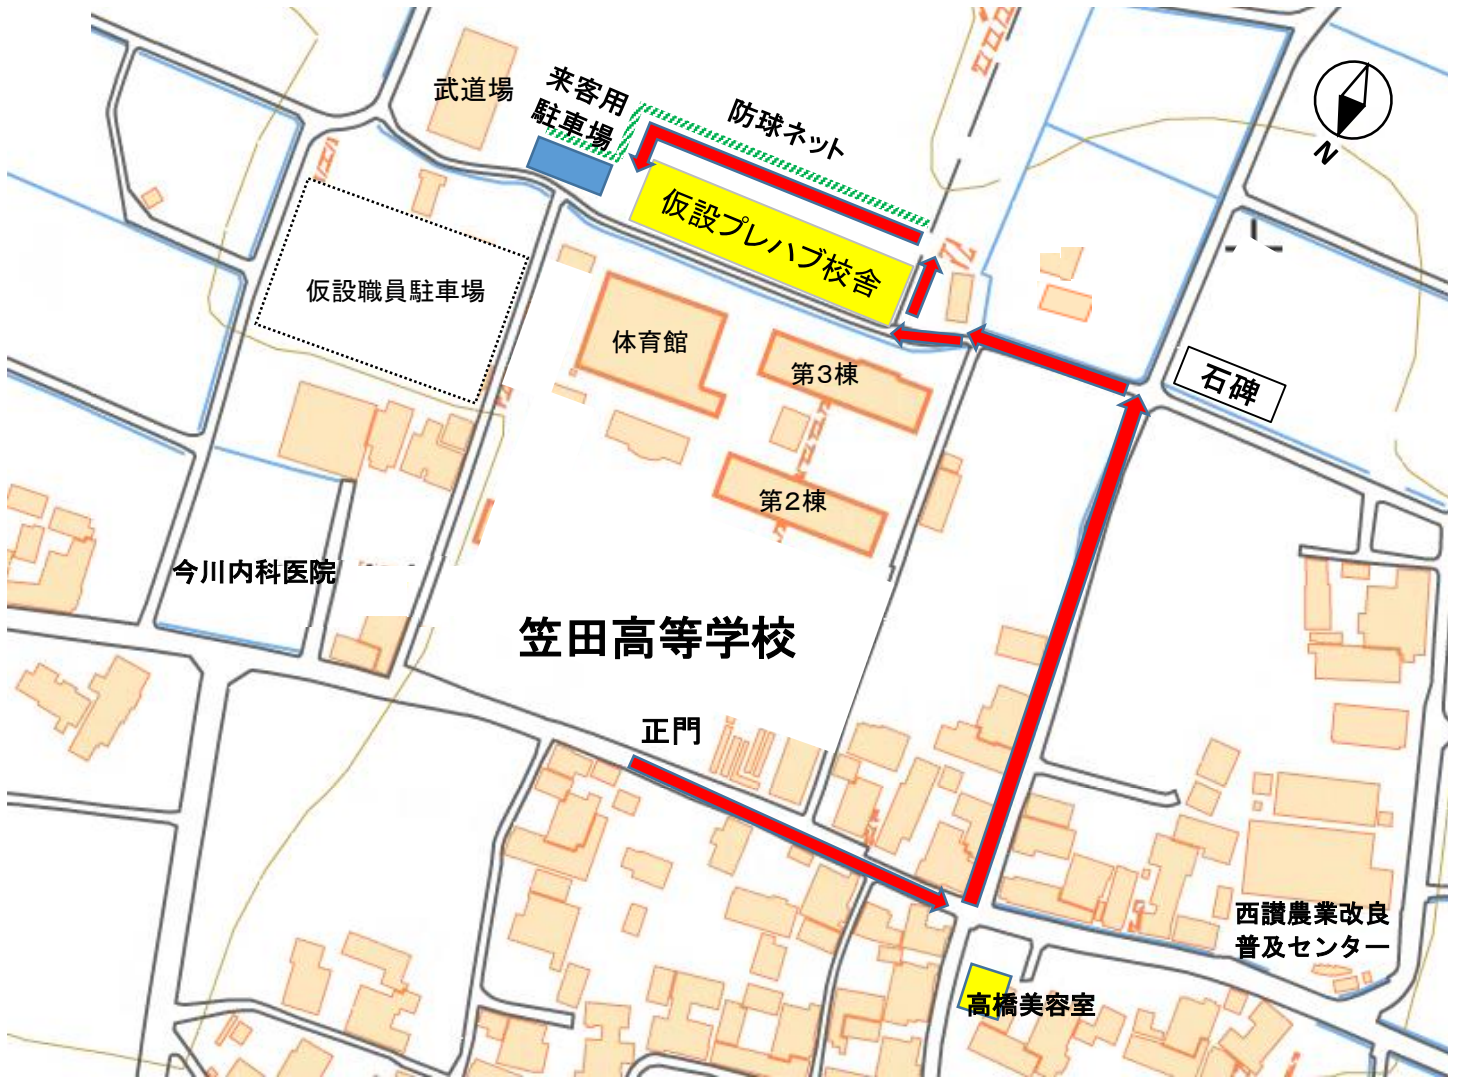 武道場
来客用
駐車場
防球ネット
N
仮設プレハブ校舎
仮設職員駐車場
体育館
第3棟
石碑
第2棟
今川内科医院
笠田高等学校
正門
西讃農業改良
普及センター
高橋美容室